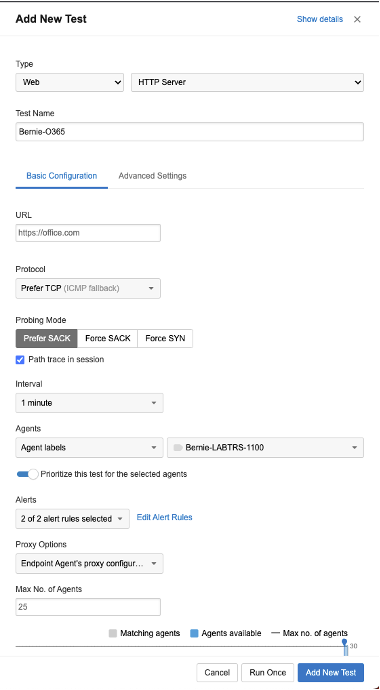 Add New Test
Show details
Type
Web
HTTP Server
Test Name
Bernie-O365
Basic Configuration
Advanced Settings
URL
https://office.com
Protocol
Prefer TCP (ICMP fallback)
Probing Mode
Prefer SACK
Force SACK
Force SYN
Path trace in session
Interval
1 minute
Agents
Agent labels
Bernie-LABTRS-1100
Prioritize this test for the selected agents
Alerts
2 of 2 alert rules selected
Edit Alert Rules
Proxy Options
Endpoint Agent's proxy configur...
Max No. of Agents
25
Matching agents
Agents available
Max no. of agents
30
Cancel
Run Once
Add New Test